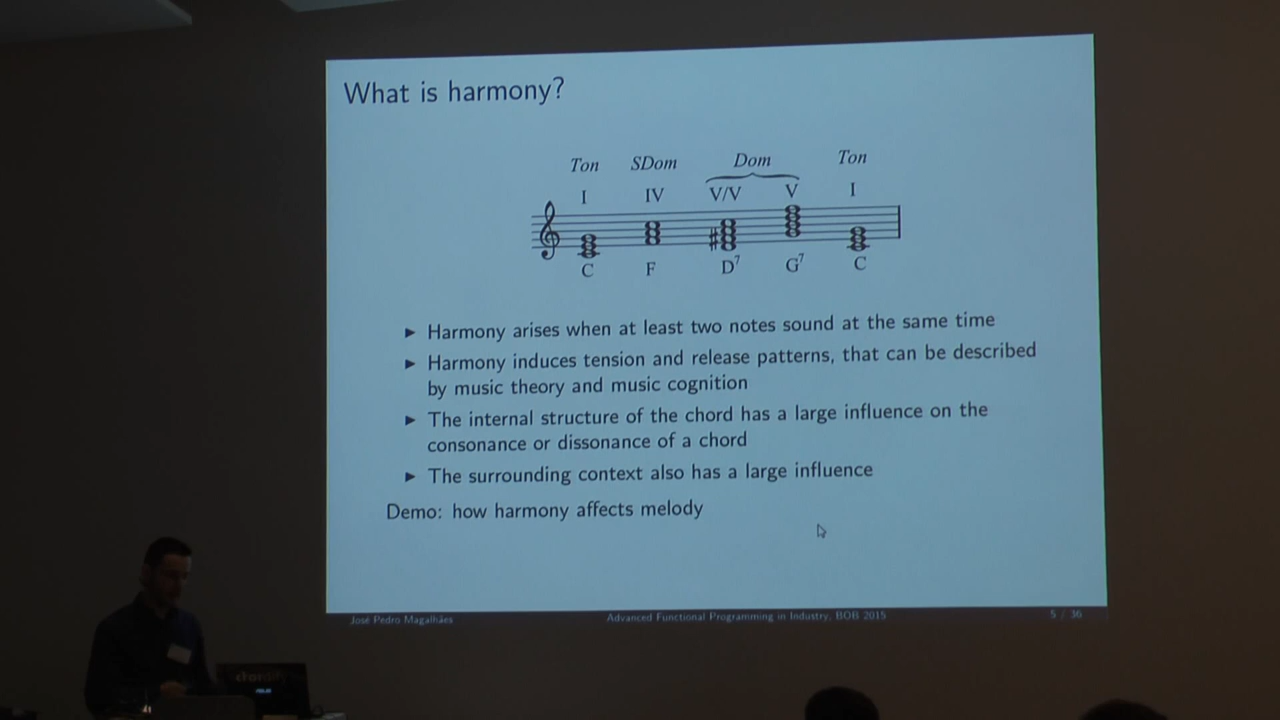 What is harmony?
Ton SDom Dom Ton
I IV V/V V I
C F D7 G7 C
► Harmony arises when at least two notes sound at the same time
► Harmony induces tension and release patterns, that can be described
by music theory and music cognition
► The internal structure of the chord has a large influence on the
consonance or dissonance of a chord
► The surrounding context also has a large influence
Demo: how harmony affects melody
José Pedro Magalhães Advanced Functional Programming in Industry, BOB 2015 5 / 36
chordify
ASUS